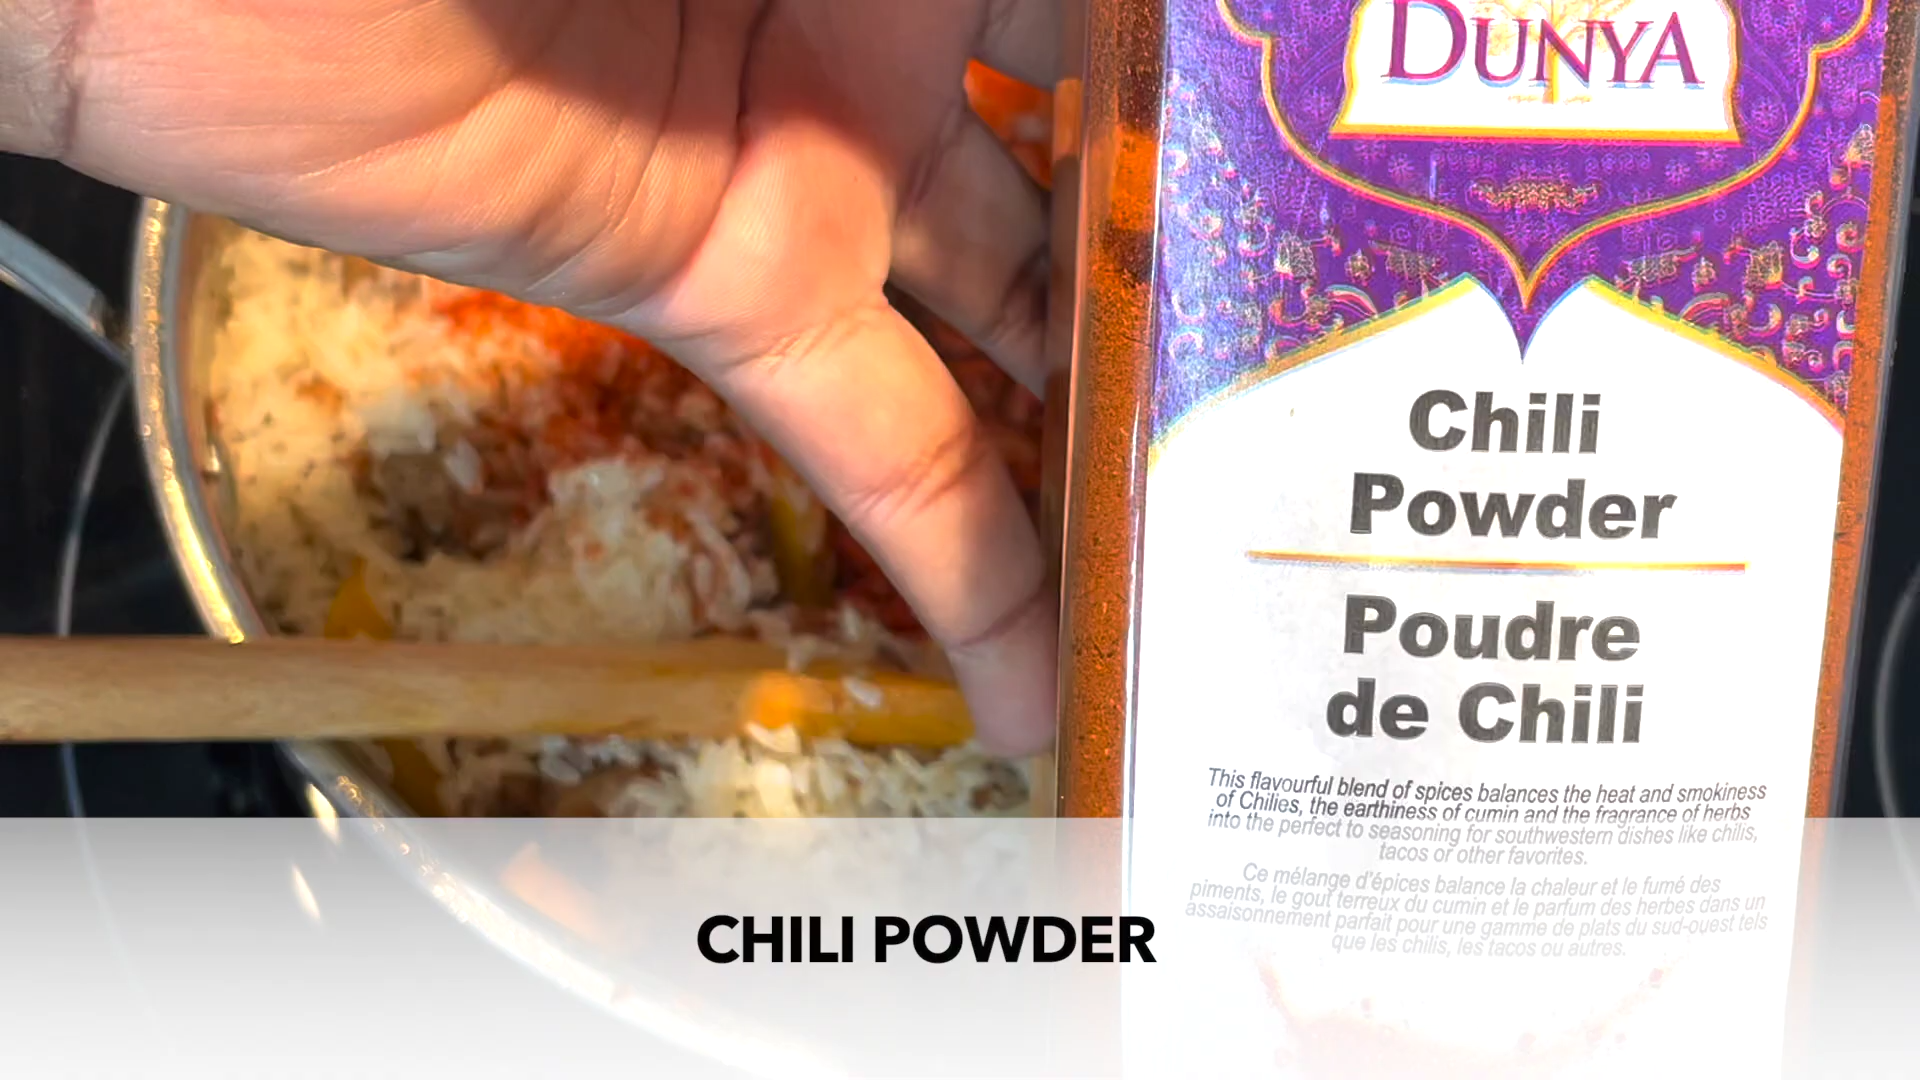 DUNYA
Chili
Powder
Poudre
de Chili
This flavourful blend of spices balances the heat and smokiness
of Chilies, the earthiness of cumin and the fragrance of herbs
into the perfect to seasoning for southwestern dishes like chilis,
tacos or other favorites.
Ce mélange d'épices balance la chaleur et le fumé des
piments, le gout terreux du cumin et le parfum des herbes dans un
assaisonnement parfait pour une gamme de plats du sud-ouest tels
que les chilis, les tacos ou autres.
CHILI POWDER